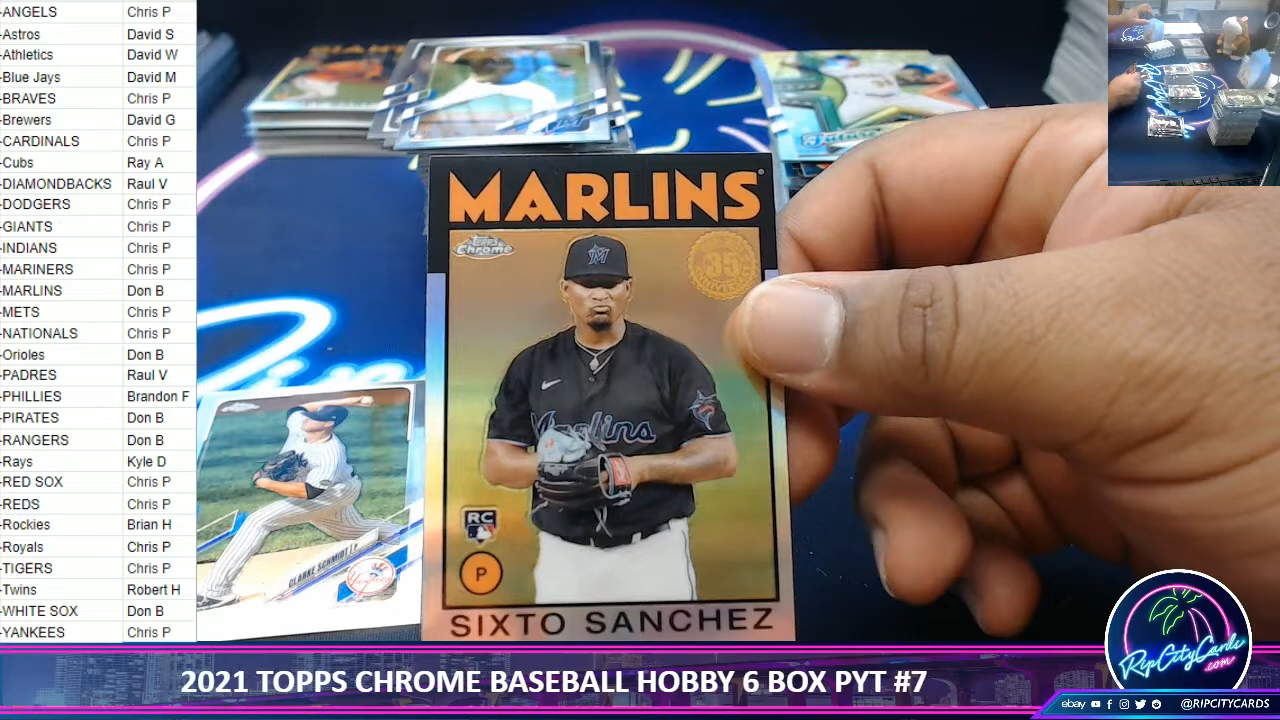 -ANGELS Chris P
-Astros David S
-Athletics David W
-Blue Jays David M
-BRAVES Chris P
-Brewers David G
-CARDINALS Chris P
-Cubs Ray A
-DIAMONDBACKS Raul V
-DODGERS Chris P
-GIANTS Chris P
-INDIANS Chris P
-MARINERS Chris P
-MARLINS Don B
-METS Chris P
-NATIONALS Chris P
-Orioles Don B
-PADRES Raul V
-PHILLIES Brandon F
-PIRATES Don B
-RANGERS Don B
-Rays Kyle D
-RED SOX Chris P
-REDS Chris P
-Rockies Brian H
-Royals Chris P
-TIGERS Chris P
-Twins Robert H
-WHITE SOX Don B
-YANKEES Chris P
GIANTS
MARLINS
Topps
Chrome
35
M
Marlins
RC
P
SIXTO SANCHEZ
CLARKE SCHMIDT
RipCityCards
.com
2021 TOPPS CHROME BASEBALL HOBBY 6 BOX PYT #7
ebay @RIPCITYCARDS